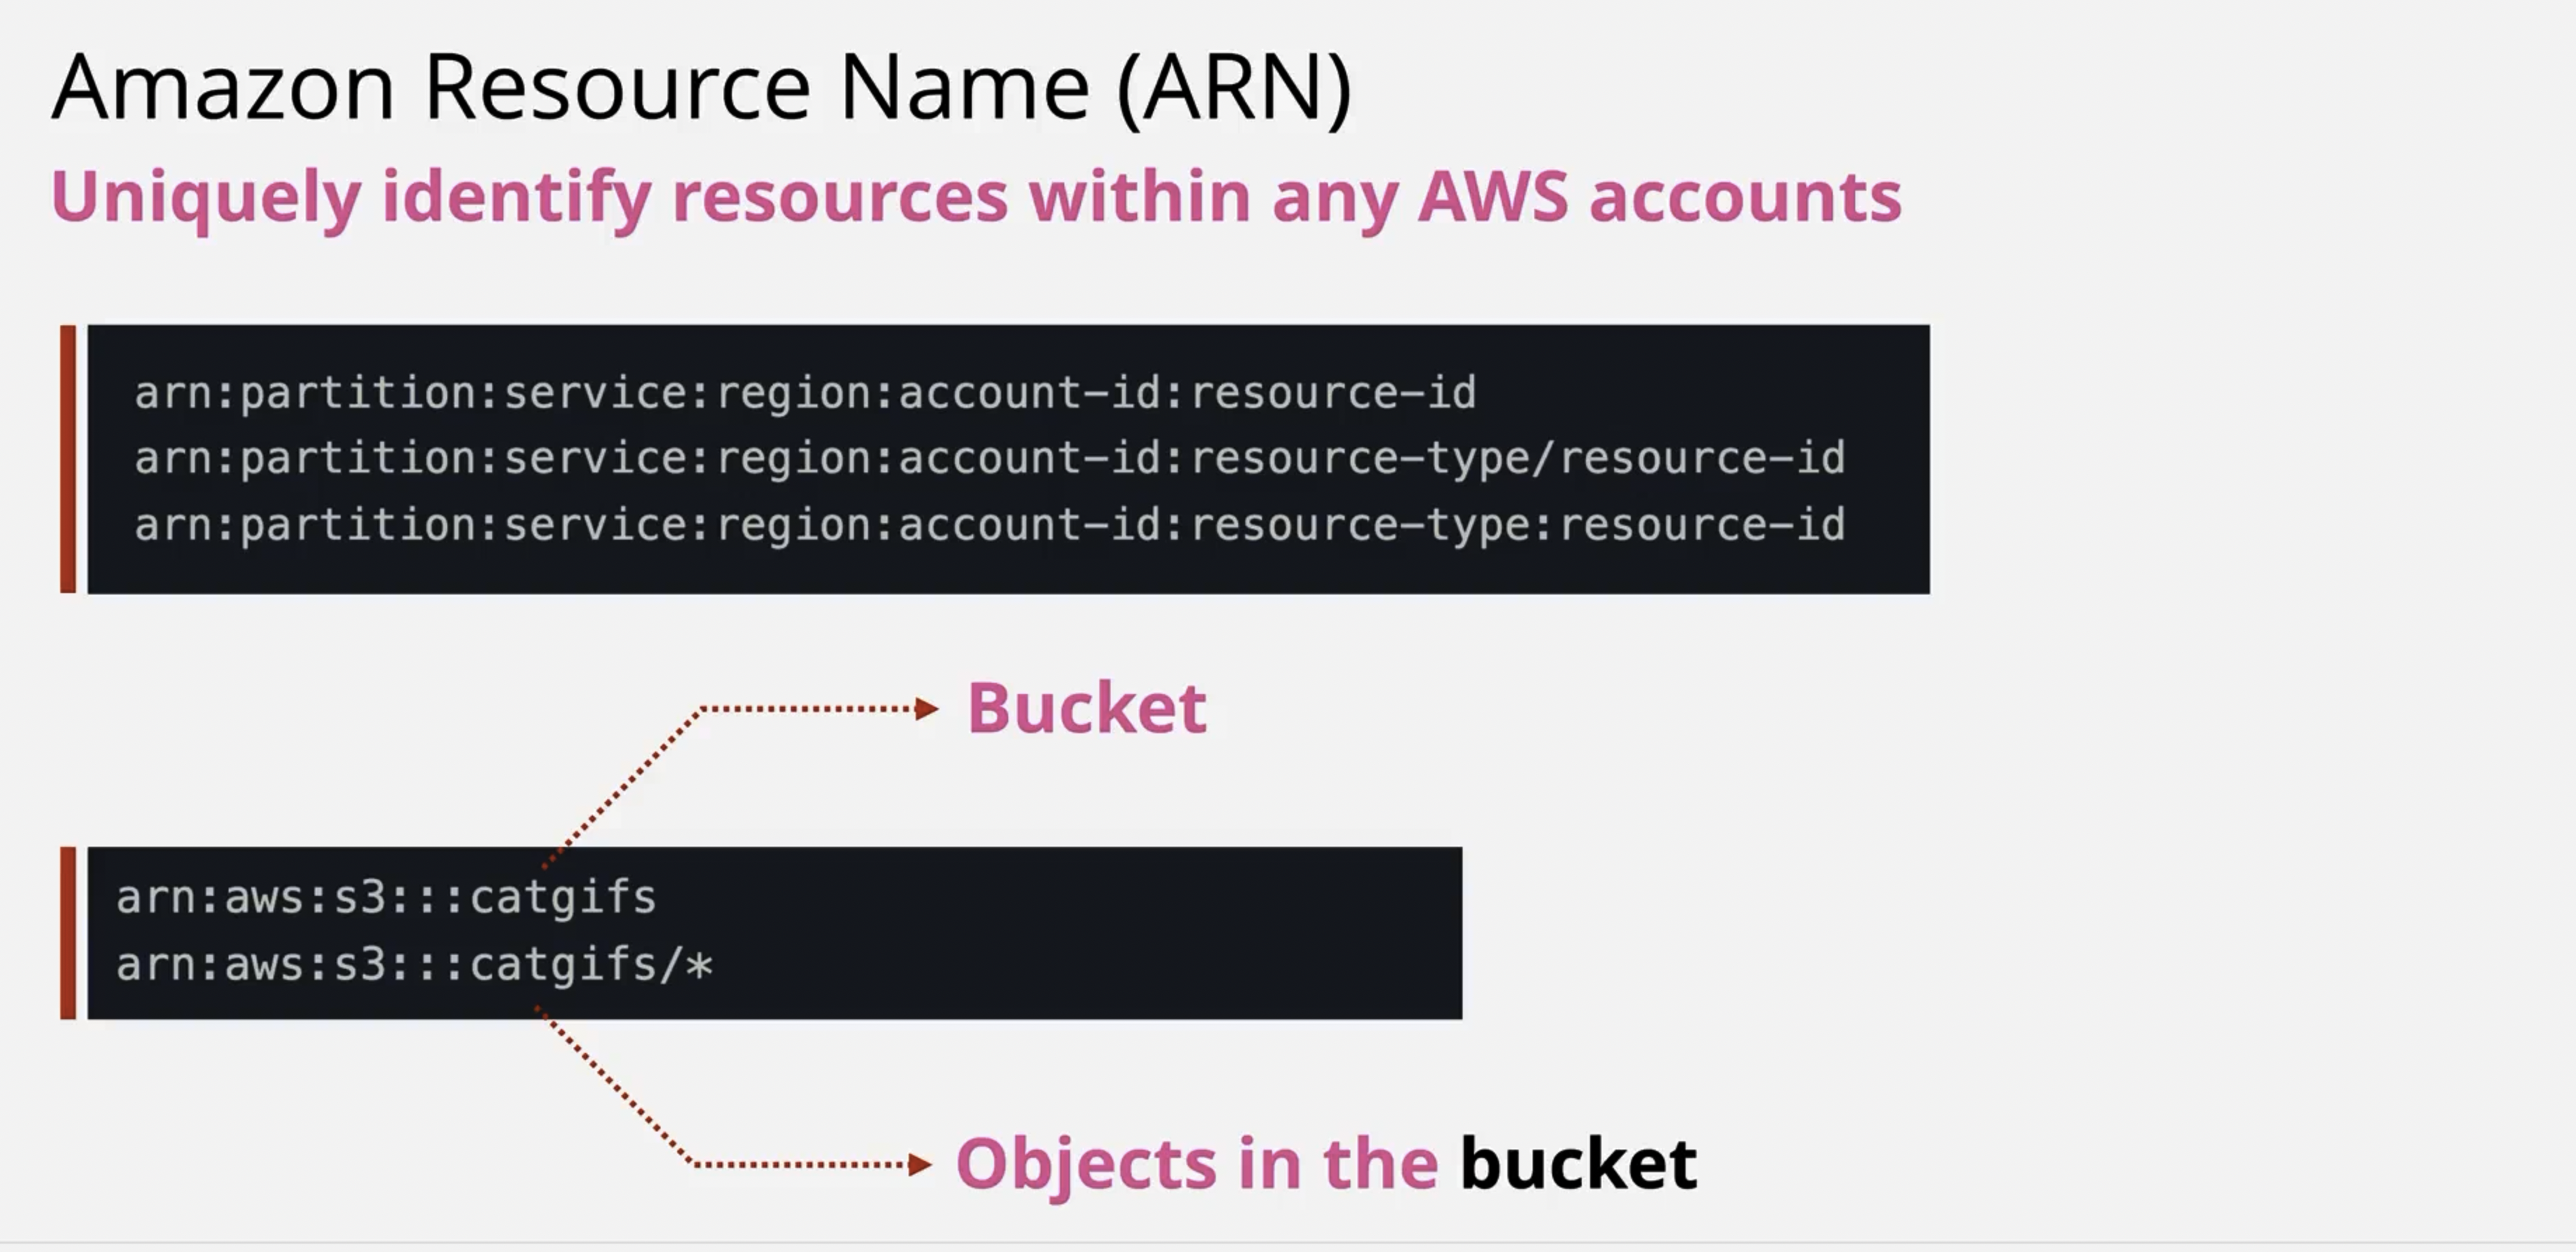 Amazon Resource Name (ARN)
Uniquely identify resources within any AWS accounts
arn:partition:service:region:account-id:resource-id
arn:partition:service:region:account-id:resource-type/resource-id
arn:partition:service:region:account-id:resource-type:resource-id
Bucket
arn:aws:s3:::catgifs
arn:aws:s3:::catgifs/*
Objects in the bucket